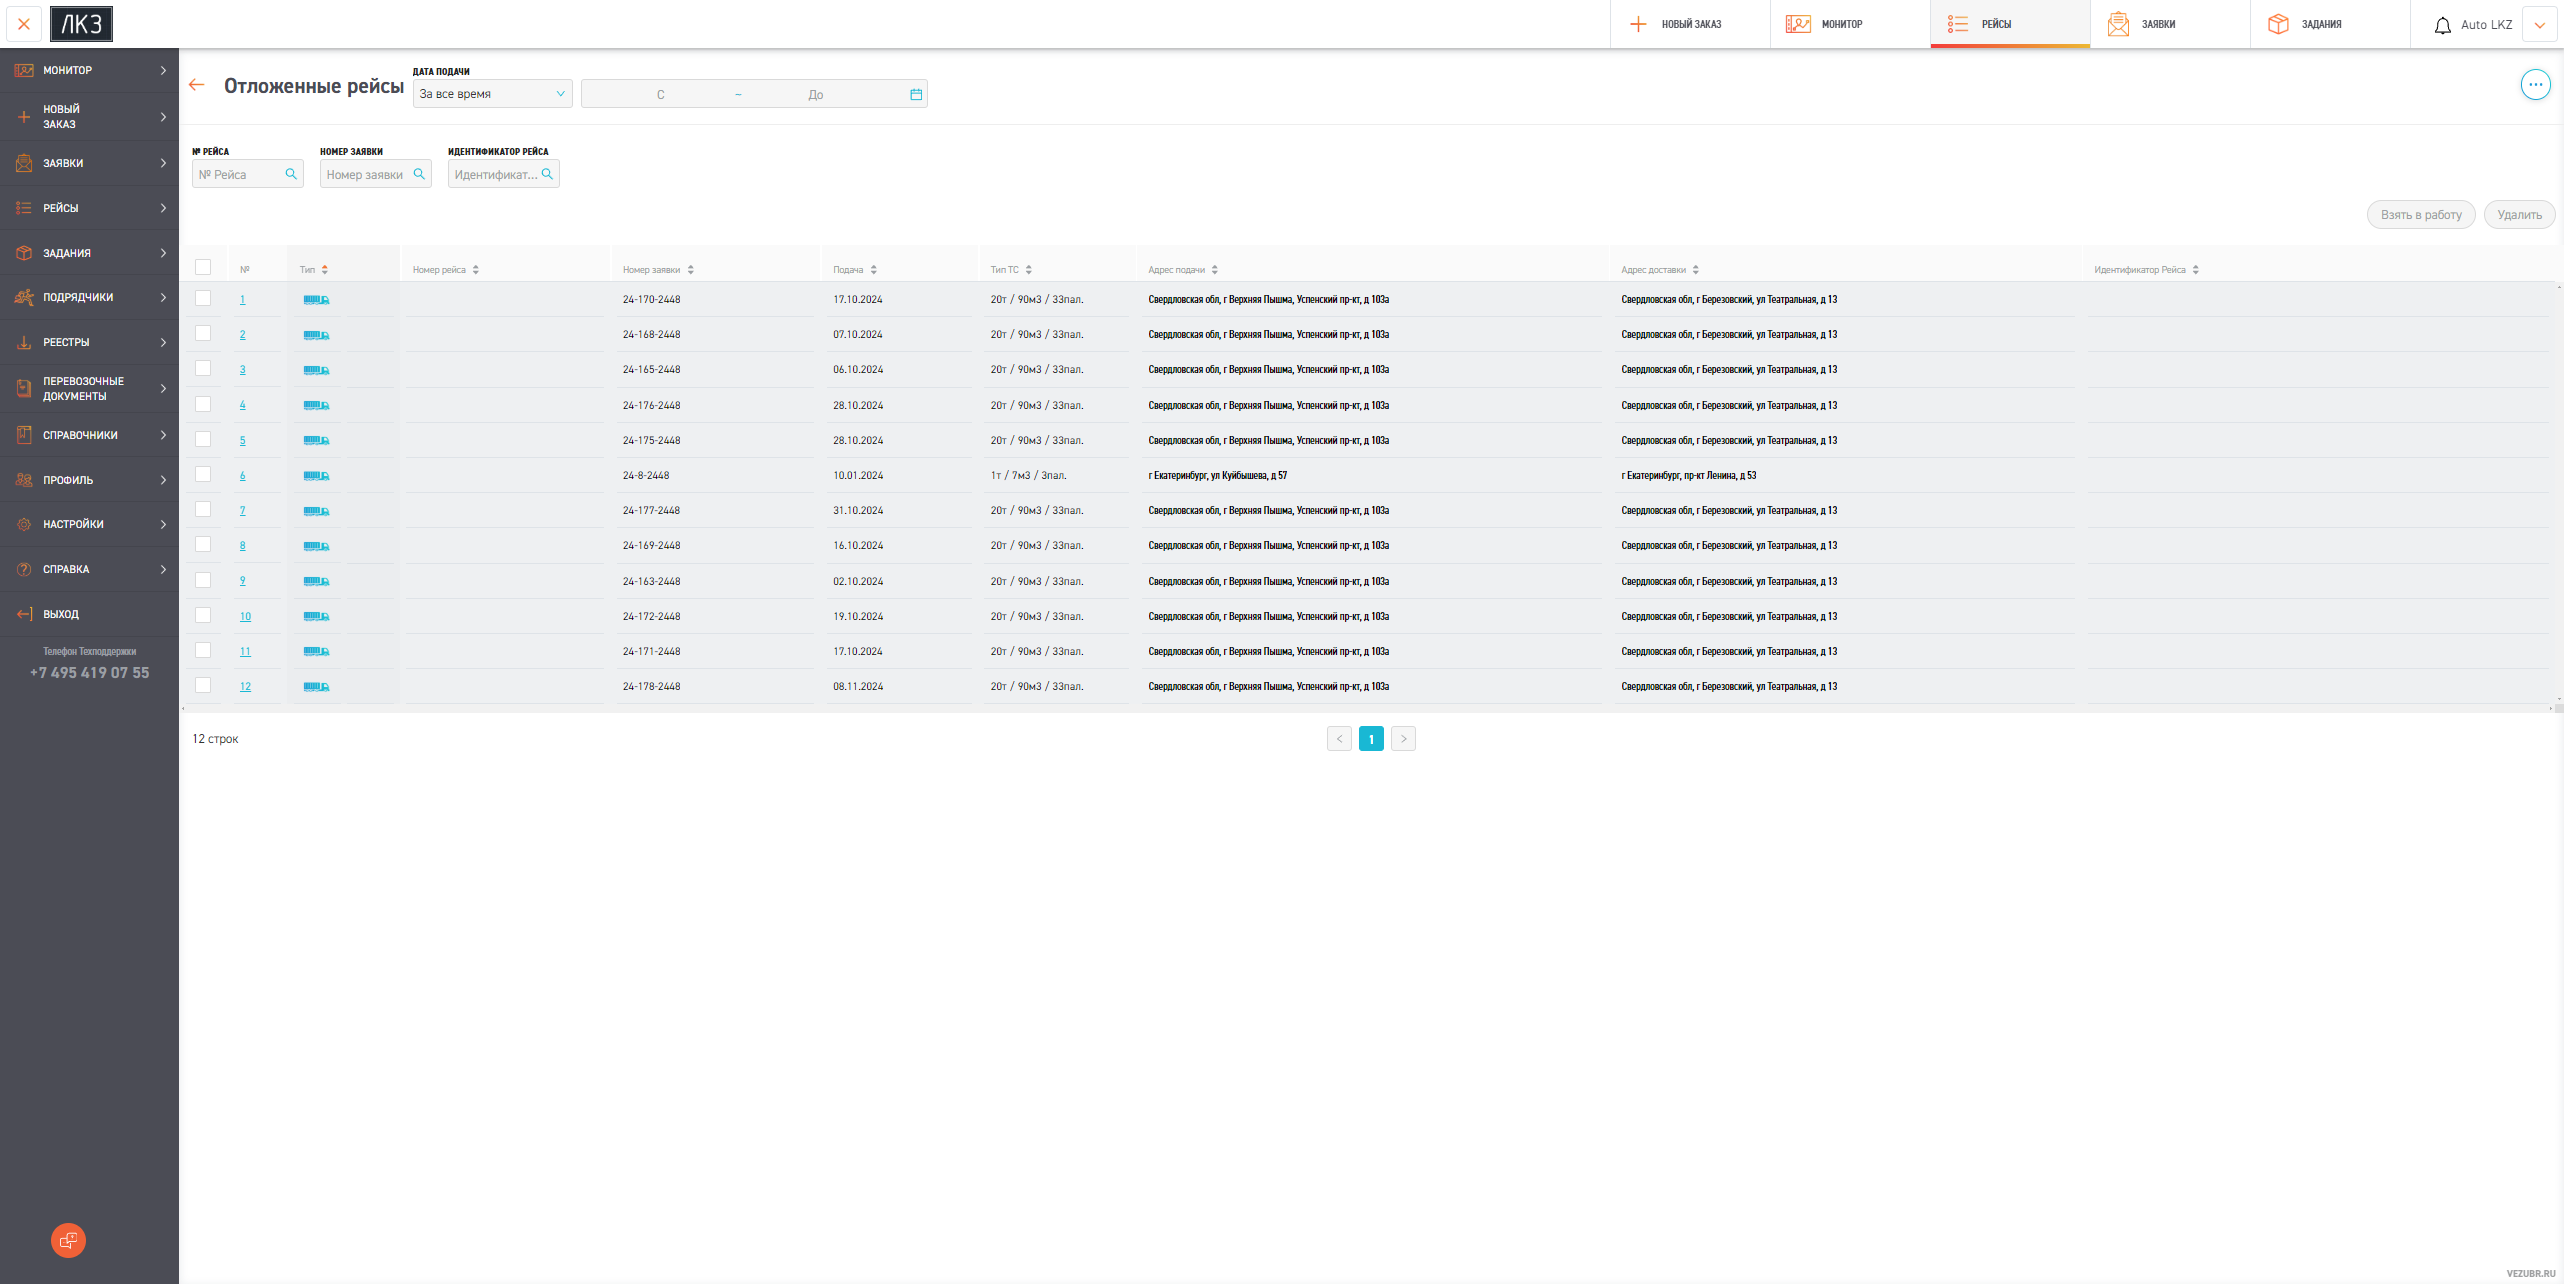 ЛКЗ
НОВЫЙ ЗАКАЗ
МОНИТОР
РЕЙСЫ
ЗАЯВКИ
ЗАДАНИЯ
Auto LKZ
МОНИТОР
НОВЫЙ
ЗАКАЗ
ЗАЯВКИ
РЕЙСЫ
ЗАДАНИЯ
ПОДРЯДЧИКИ
РЕЕСТРЫ
ПЕРЕВОЗОЧНЫЕ
ДОКУМЕНТЫ
СПРАВОЧНИКИ
ПРОФИЛЬ
НАСТРОЙКИ
СПРАВКА
ВЫХОД
Телефон Техподдержки
+7 495 419 07 55
Отложенные рейсы
ДАТА ПОДАЧИ
За все время
С – До
№ РЕЙСА НОМЕР ЗАЯВКИ ИДЕНТИФИКАТОР РЕЙСА
№ Рейса Номер заявки Идентификат...
Взять в работу Удалить
№ Тип Номер рейса Номер заявки Подача Тип ТС Адрес подачи Адрес доставки Идентификатор Рейса
1 24-170-2448 17.10.2024 20т / 90м3 / 33пал. Свердловская обл, г Верхняя Пышма, Успенский пр-кт, д 103а Свердловская обл, г Березовский, ул Театральная, д 13
2 24-168-2448 07.10.2024 20т / 90м3 / 33пал. Свердловская обл, г Верхняя Пышма, Успенский пр-кт, д 103а Свердловская обл, г Березовский, ул Театральная, д 13
3 24-165-2448 06.10.2024 20т / 90м3 / 33пал. Свердловская обл, г Верхняя Пышма, Успенский пр-кт, д 103а Свердловская обл, г Березовский, ул Театральная, д 13
4 24-176-2448 28.10.2024 20т / 90м3 / 33пал. Свердловская обл, г Верхняя Пышма, Успенский пр-кт, д 103а Свердловская обл, г Березовский, ул Театральная, д 13
5 24-175-2448 28.10.2024 20т / 90м3 / 33пал. Свердловская обл, г Верхняя Пышма, Успенский пр-кт, д 103а Свердловская обл, г Березовский, ул Театральная, д 13
6 24-8-2448 10.01.2024 1т / 7м3 / 3пал. г Екатеринбург, ул Куйбышева, д 57 г Екатеринбург, пр-кт Ленина, д 53
7 24-177-2448 31.10.2024 20т / 90м3 / 33пал. Свердловская обл, г Верхняя Пышма, Успенский пр-кт, д 103а Свердловская обл, г Березовский, ул Театральная, д 13
8 24-169-2448 16.10.2024 20т / 90м3 / 33пал. Свердловская обл, г Верхняя Пышма, Успенский пр-кт, д 103а Свердловская обл, г Березовский, ул Театральная, д 13
9 24-163-2448 02.10.2024 20т / 90м3 / 33пал. Свердловская обл, г Верхняя Пышма, Успенский пр-кт, д 103а Свердловская обл, г Березовский, ул Театральная, д 13
10 24-172-2448 19.10.2024 20т / 90м3 / 33пал. Свердловская обл, г Верхняя Пышма, Успенский пр-кт, д 103а Свердловская обл, г Березовский, ул Театральная, д 13
11 24-171-2448 17.10.2024 20т / 90м3 / 33пал. Свердловская обл, г Верхняя Пышма, Успенский пр-кт, д 103а Свердловская обл, г Березовский, ул Театральная, д 13
12 24-178-2448 08.11.2024 20т / 90м3 / 33пал. Свердловская обл, г Верхняя Пышма, Успенский пр-кт, д 103а Свердловская обл, г Березовский, ул Театральная, д 13
12 строк
1
VEZUBR.RU